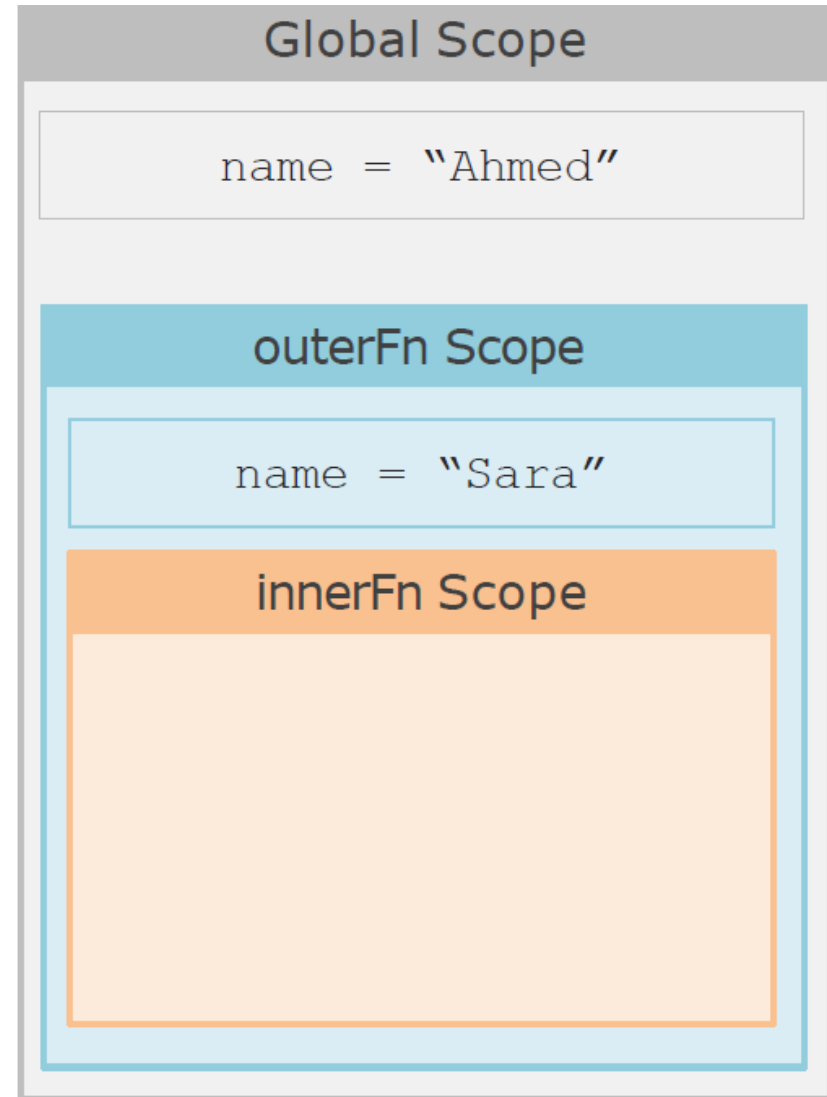 Global Scope
name = “Ahmed”
outerFn Scope
name = “Sara”
innerFn Scope